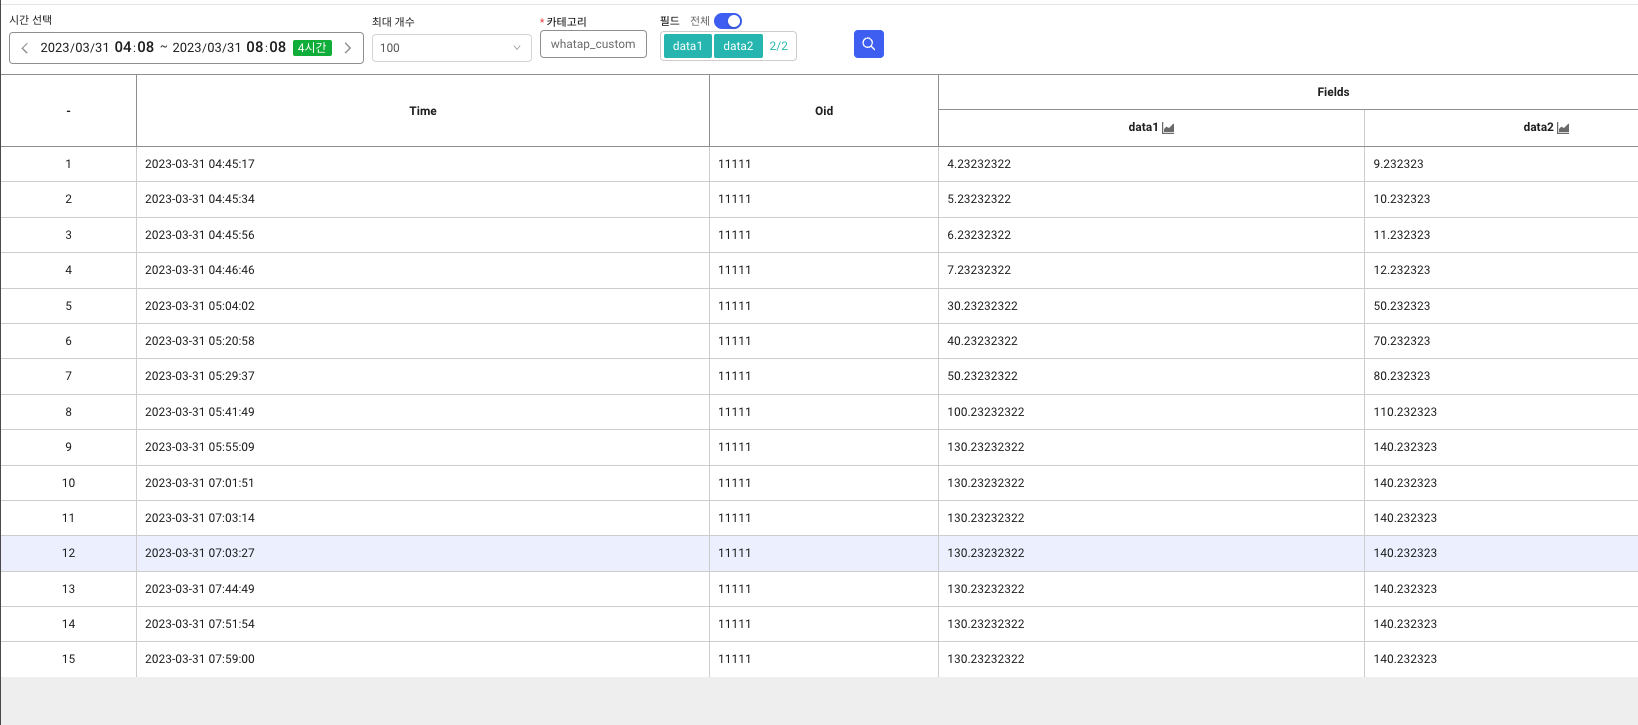 시간 선택 최대 개수 * 카테고리 필드 전체
2023/03/31 04:08 ~ 2023/03/31 08:08 4시간 100 whatap_custom data1 data2 2/2
- Time Oid Fields
data1 data2
1 2023-03-31 04:45:17 11111 4.23232322 9.232323
2 2023-03-31 04:45:34 11111 5.23232322 10.232323
3 2023-03-31 04:45:56 11111 6.23232322 11.232323
4 2023-03-31 04:46:46 11111 7.23232322 12.232323
5 2023-03-31 05:04:02 11111 30.23232322 50.232323
6 2023-03-31 05:20:58 11111 40.23232322 70.232323
7 2023-03-31 05:29:37 11111 50.23232322 80.232323
8 2023-03-31 05:41:49 11111 100.23232322 110.232323
9 2023-03-31 05:55:09 11111 130.23232322 140.232323
10 2023-03-31 07:01:51 11111 130.23232322 140.232323
11 2023-03-31 07:03:14 11111 130.23232322 140.232323
12 2023-03-31 07:03:27 11111 130.23232322 140.232323
13 2023-03-31 07:44:49 11111 130.23232322 140.232323
14 2023-03-31 07:51:54 11111 130.23232322 140.232323
15 2023-03-31 07:59:00 11111 130.23232322 140.232323